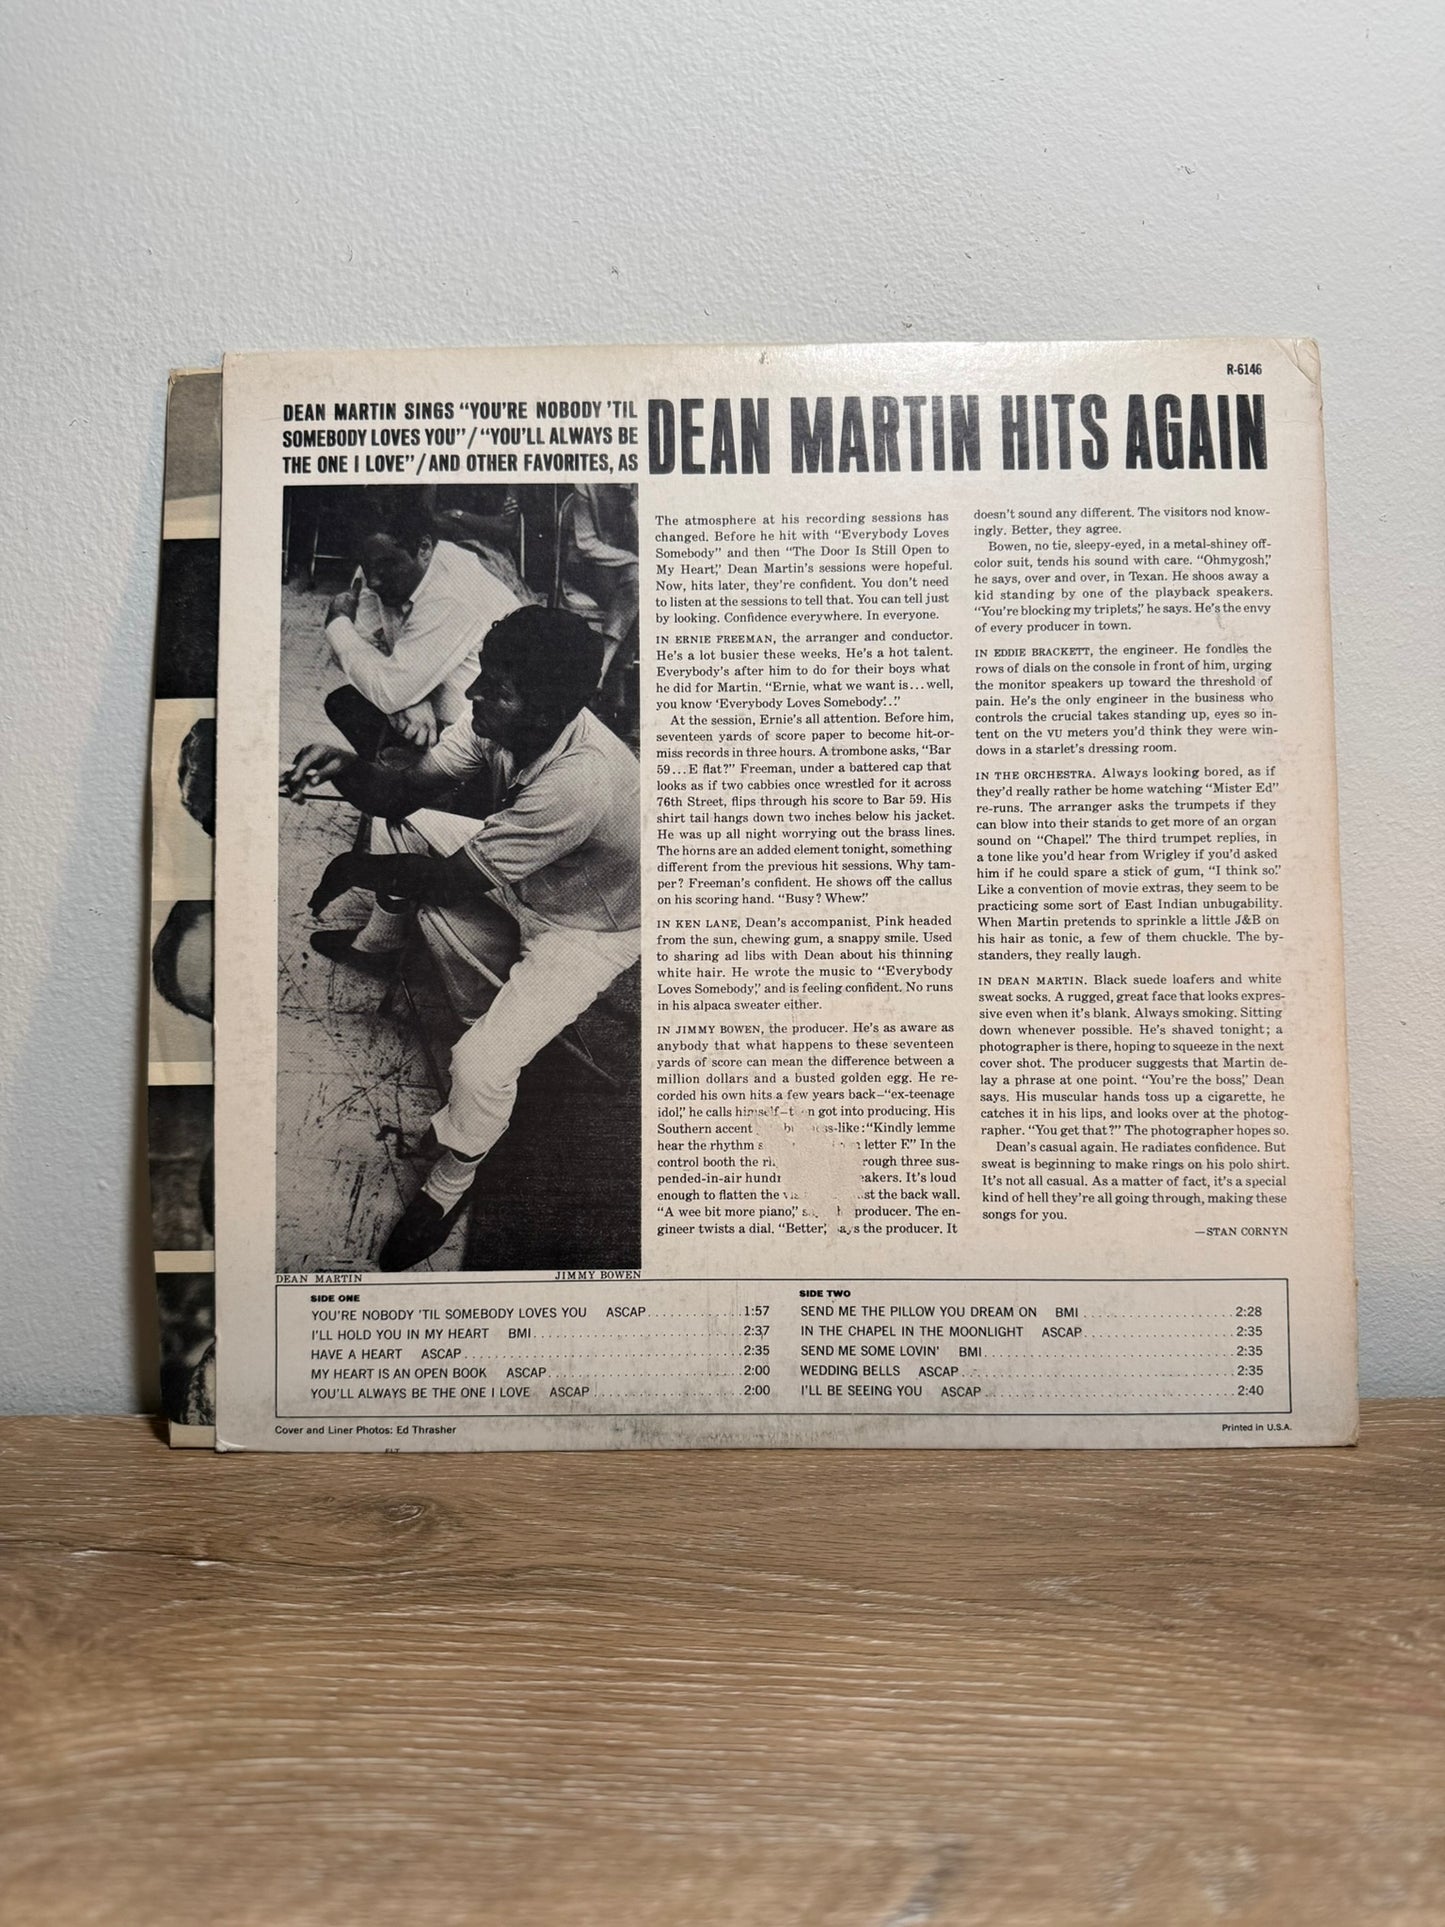 R-6146
DEAN MARTIN SINGS “YOU’RE NOBODY ’TIL
SOMEBODY LOVES YOU”/“YOU’LL ALWAYS BE
THE ONE I LOVE”/AND OTHER FAVORITES, AS
DEAN MARTIN HITS AGAIN
The atmosphere at his recording sessions has
changed. Before he hit with “Everybody Loves
Somebody” and then “The Door Is Still Open to
My Heart,” Dean Martin’s sessions were hopeful.
Now, hits later, they’re confident. You don’t need
to listen at the sessions to tell that. You can tell just
by looking. Confidence everywhere. In everyone.
IN ERNIE FREEMAN, the arranger and conductor.
He’s a lot busier these weeks. He’s a hot talent.
Everybody’s after him to do for their boys what
he did for Martin. “Ernie, what we want is...well,
you know ‘Everybody Loves Somebody’...”
At the session, Ernie’s all attention. Before him,
seventeen yards of score paper to become hit-or-
miss records in three hours. A trombone asks, “Bar
59...E flat?” Freeman, under a battered cap that
looks as if two cabbies once wrestled for it across
76th Street, flips through his score to Bar 59. His
shirt tail hangs down two inches below his jacket.
He was up all night worrying out the brass lines.
The horns are an added element tonight, something
different from the previous hit sessions. Why tam-
per? Freeman’s confident. He shows off the callus
on his scoring hand. “Busy? Whew!”
IN KEN LANE, Dean’s accompanist. Pink headed
from the sun, chewing gum, a snappy smile. Used
to sharing ad libs with Dean about his thinning
white hair. He wrote the music to “Everybody
Loves Somebody,” and is feeling confident. No runs
in his alpaca sweater either.
IN JIMMY BOWEN, the producer. He’s as aware as
anybody that what happens to these seventeen
yards of score can mean the difference between a
million dollars and a busted golden egg. He re-
corded his own hits a few years back–“ex-teenage
idol,” he calls himself–then got into producing. His
Southern accent -like: “Kindly lemme
hear the rhythm letter F.” In the
control booth the through three sus-
pended-in-air It’s loud
enough to flatten the the back wall.
“A wee bit more piano,” producer. The en-
gineer twists a dial. “Better,” says the producer. It
doesn’t sound any different. The visitors nod know-
ingly. Better, they agree.
Bowen, no tie, sleepy-eyed, in a metal-shiney off-
color suit, tends his sound with care. “Ohmygosh,”
he says, over and over, in Texan. He shoos away a
kid standing by one of the playback speakers.
“You’re blocking my triplets,” he says. He’s the envy
of every producer in town.
IN EDDIE BRACKETT, the engineer. He fondles the
rows of dials on the console in front of him, urging
the monitor speakers up toward the threshold of
pain. He’s the only engineer in the business who
controls the crucial takes standing up, eyes so in-
tent on the VU meters you’d think they were win-
dows in a starlet’s dressing room.
IN THE ORCHESTRA. Always looking bored, as if
they’d really rather be home watching “Mister Ed”
re-runs. The arranger asks the trumpets if they
can blow into their stands to get more of an organ
sound on “Chapel.” The third trumpet replies, in
a tone like you’d hear from Wrigley if you’d asked
him if he could spare a stick of gum, “I think so.”
Like a convention of movie extras, they seem to be
practicing some sort of East Indian unbugability.
When Martin pretends to sprinkle a little J&B on
his hair as tonic, a few of them chuckle. The by-
standers, they really laugh.
IN DEAN MARTIN. Black suede loafers and white
sweat socks. A rugged, great face that looks expres-
sive even when it’s blank. Always smoking. Sitting
down whenever possible. He’s shaved tonight; a
photographer is there, hoping to squeeze in the next
cover shot. The producer suggests that Martin de-
lay a phrase at one point. “You’re the boss,” Dean
says. His muscular hands toss up a cigarette, he
catches it in his lips, and looks over at the photog-
rapher. “You get that?” The photographer hopes so.
Dean’s casual again. He radiates confidence. But
sweat is beginning to make rings on his polo shirt.
It’s not all casual. As a matter of fact, it’s a special
kind of hell they’re all going through, making these
songs for you.
—STAN CORNYN
DEAN MARTIN JIMMY BOWEN
SIDE ONE
YOU’RE NOBODY ’TIL SOMEBODY LOVES YOU ASCAP 1:57
I’LL HOLD YOU IN MY HEART BMI 2:37
HAVE A HEART ASCAP 2:35
MY HEART IS AN OPEN BOOK ASCAP 2:00
YOU’LL ALWAYS BE THE ONE I LOVE ASCAP 2:00
SIDE TWO
SEND ME THE PILLOW YOU DREAM ON BMI 2:28
IN THE CHAPEL IN THE MOONLIGHT ASCAP 2:35
SEND ME SOME LOVIN’ BMI 2:35
WEDDING BELLS ASCAP 2:35
I’LL BE SEEING YOU ASCAP 2:40
Cover and Liner Photos: Ed Thrasher
Printed in U.S.A.